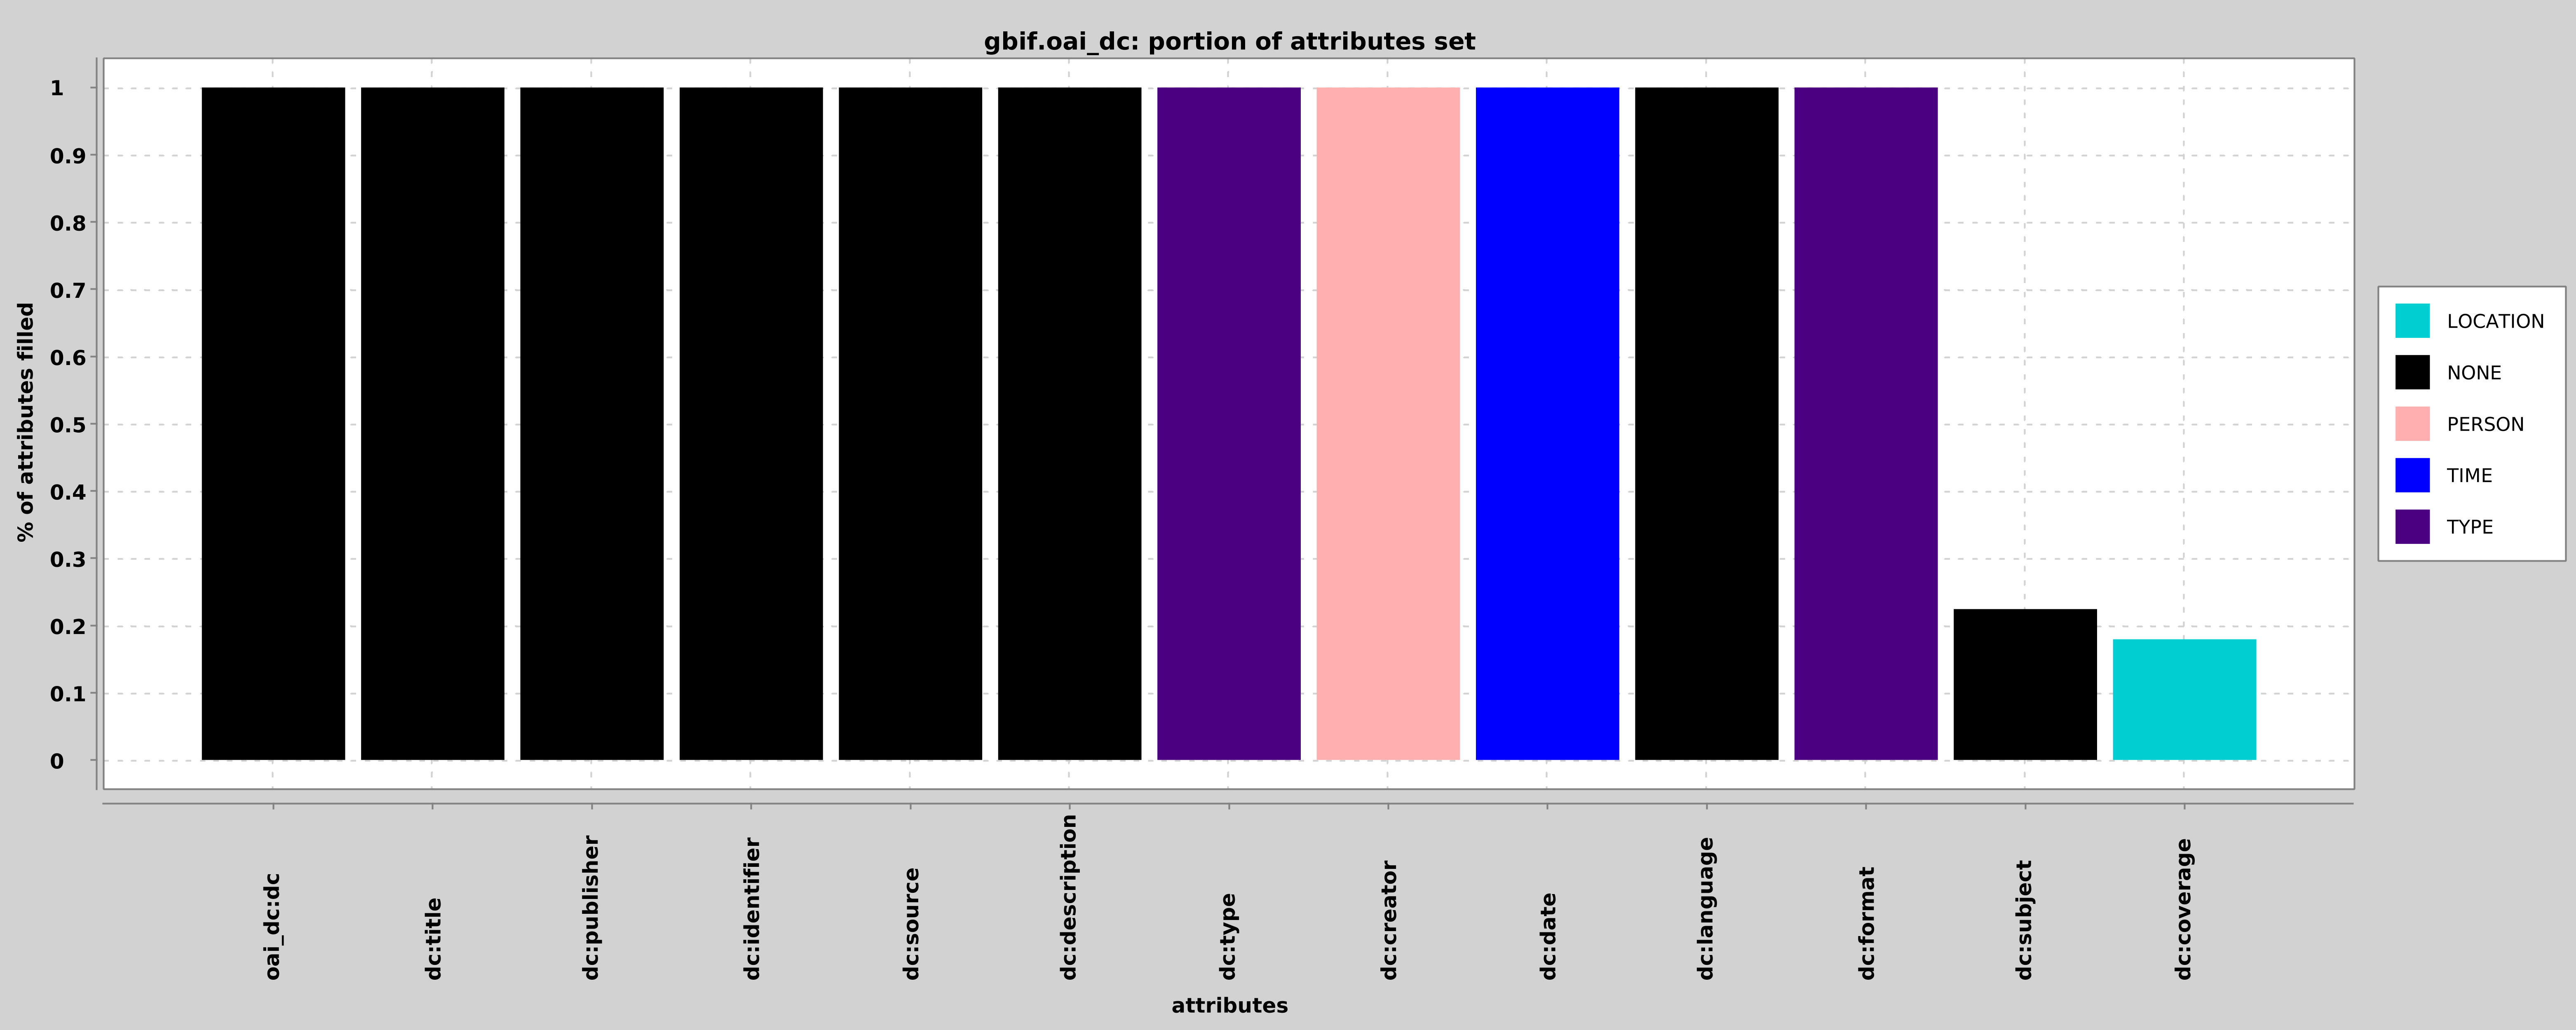 gbif.oai_dc: portion of attributes set
% of attributes filled
1
0.9
0.8
0.7
0.6
0.5
0.4
0.3
0.2
0.1
0
oai_dc:dc
dc:title
dc:publisher
dc:identifier
dc:source
dc:description
dc:type
dc:creator
dc:date
dc:language
dc:format
dc:subject
dc:coverage
attributes
LOCATION
NONE
PERSON
TIME
TYPE